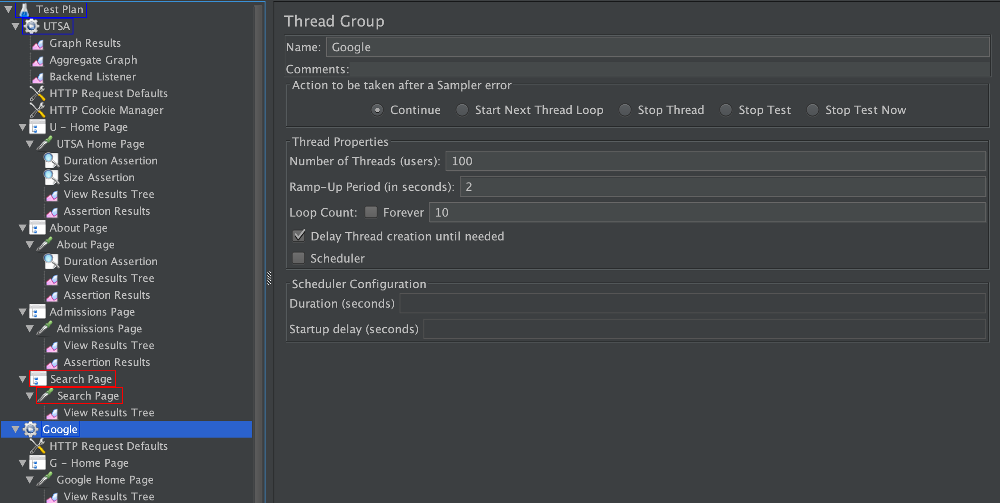 Test Plan
UTSA
Graph Results
Aggregate Graph
Backend Listener
HTTP Request Defaults
HTTP Cookie Manager
U – Home Page
UTSA Home Page
Duration Assertion
Size Assertion
View Results Tree
Assertion Results
About Page
About Page
Duration Assertion
View Results Tree
Assertion Results
Admissions Page
Admissions Page
View Results Tree
Assertion Results
Search Page
Search Page
View Results Tree
Google
HTTP Request Defaults
G – Home Page
Google Home Page
View Results Tree
Thread Group
Name: Google
Comments:
Action to be taken after a Sampler error
Continue Start Next Thread Loop Stop Thread Stop Test Stop Test Now
Thread Properties
Number of Threads (users): 100
Ramp-Up Period (in seconds): 2
Loop Count: Forever 10
Delay Thread creation until needed
Scheduler
Scheduler Configuration
Duration (seconds)
Startup delay (seconds)